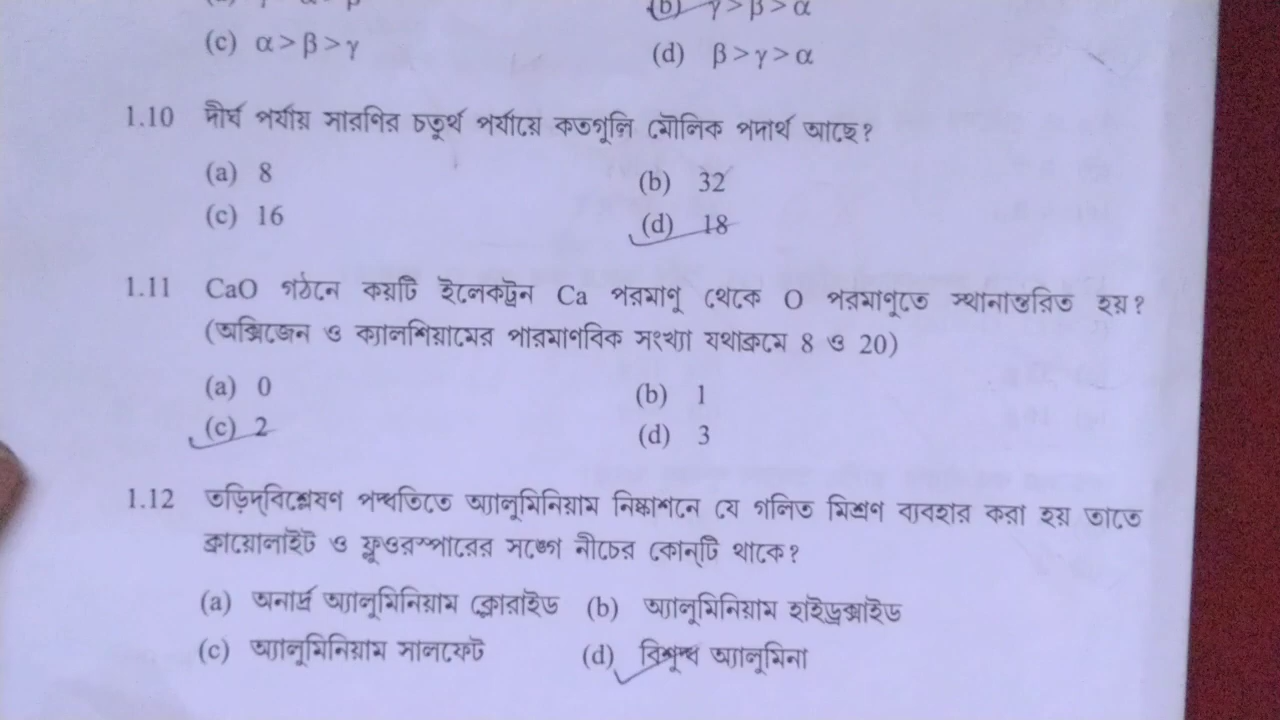 (b) γ > β > α
(c) α > β > γ (d) β > γ > α
1.10 দীর্ঘ পর্যায় সারণির চতুর্থ পর্যায়ে কতগুলি মৌলিক পদার্থ আছে?
(a) 8 (b) 32
(c) 16 (d) 18
1.11 CaO গঠনে কয়টি ইলেকট্রন Ca পরমাণু থেকে O পরমাণুতে স্থানান্তরিত হয়?
(অক্সিজেন ও ক্যালশিয়ামের পারমাণবিক সংখ্যা যথাক্রমে 8 ও 20)
(a) 0 (b) 1
(c) 2 (d) 3
1.12 তড়িদ্‌বিশ্লেষণ পদ্ধতিতে অ্যালুমিনিয়াম নিষ্কাশনে যে গলিত মিশ্রণ ব্যবহার করা হয় তাতে
ক্রায়োলাইট ও ফ্লুওরস্পারের সঙ্গে নীচের কোন্‌টি থাকে?
(a) অনার্দ্র অ্যালুমিনিয়াম ক্লোরাইড (b) অ্যালুমিনিয়াম হাইড্রক্সাইড
(c) অ্যালুমিনিয়াম সালফেট (d) বিশুদ্ধ অ্যালুমিনা